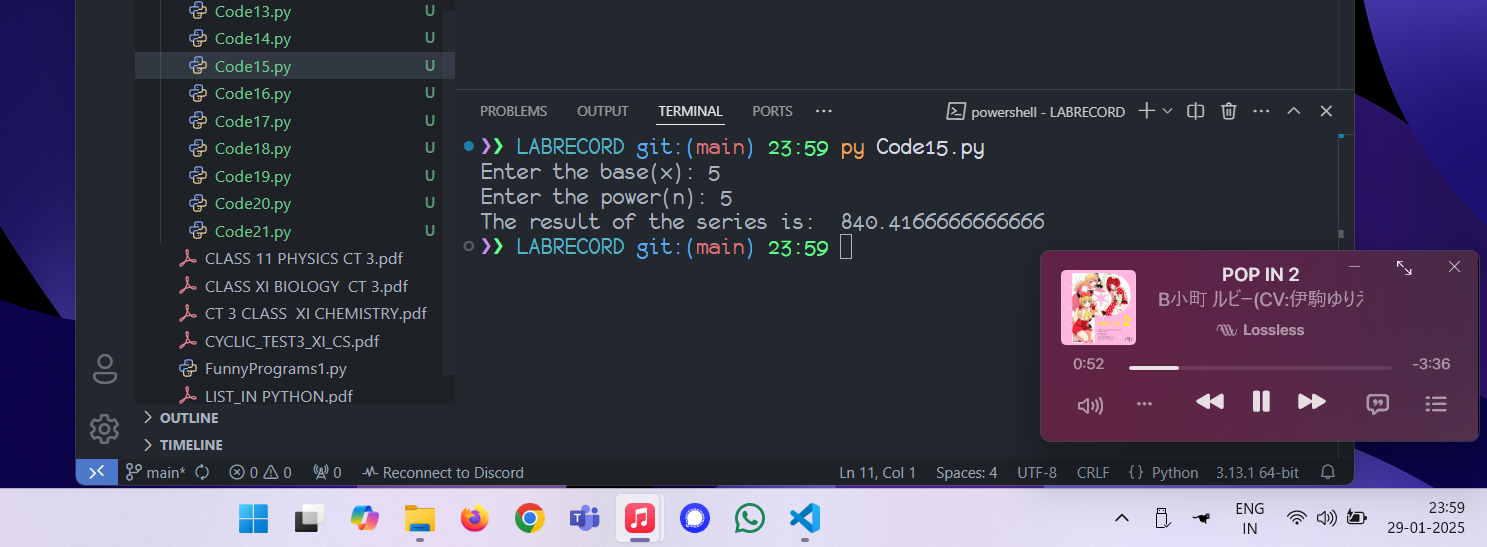 Code13.py U
Code14.py U
Code15.py U
Code16.py U
Code17.py U
Code18.py U
Code19.py U
Code20.py U
Code21.py U
CLASS 11 PHYSICS CT 3.pdf
CLASS XI BIOLOGY CT 3.pdf
CT 3 CLASS XI CHEMISTRY.pdf
CYCLIC_TEST3_XI_CS.pdf
FunnyPrograms1.py
LIST_IN PYTHON.pdf
OUTLINE
TIMELINE
PROBLEMS OUTPUT TERMINAL PORTS ··· powershell - LABRECORD
❯❯ LABRECORD git:(main) 23:59 py Code15.py
Enter the base(x): 5
Enter the power(n): 5
The result of the series is: 840.4166666666666
❯❯ LABRECORD git:(main) 23:59
POP IN 2
B小町 ルビー(CV:伊駒ゆりえ
Lossless
0:52 -3:36
main* 0 0 0 Reconnect to Discord Ln 11, Col 1 Spaces: 4 UTF-8 CRLF {} Python 3.13.1 64-bit
ENG
IN
23:59
29-01-2025